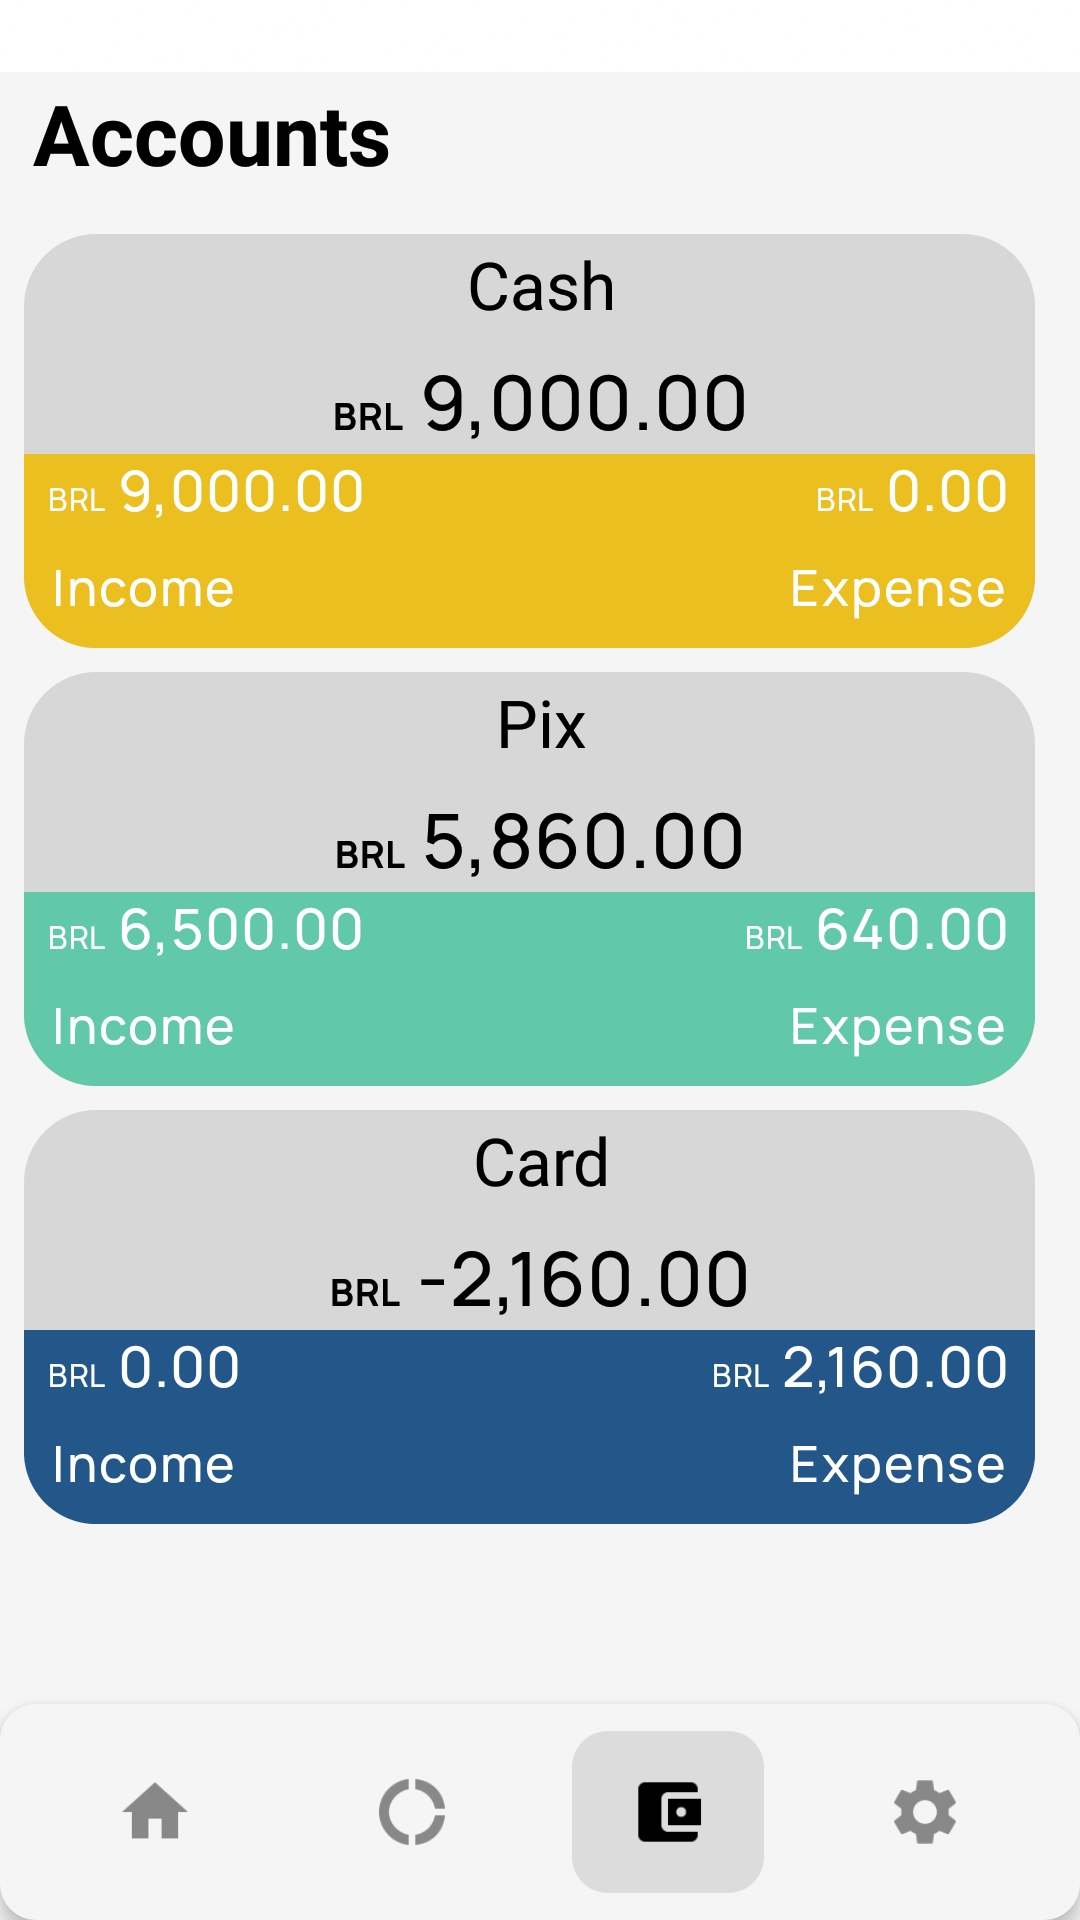 Accounts
Cash
BRL 9,000.00
BRL 9,000.00 BRL 0.00
Income Expense
Pix
BRL 5,860.00
BRL 6,500.00 BRL 640.00
Income Expense
Card
BRL -2,160.00
BRL 0.00 BRL 2,160.00
Income Expense